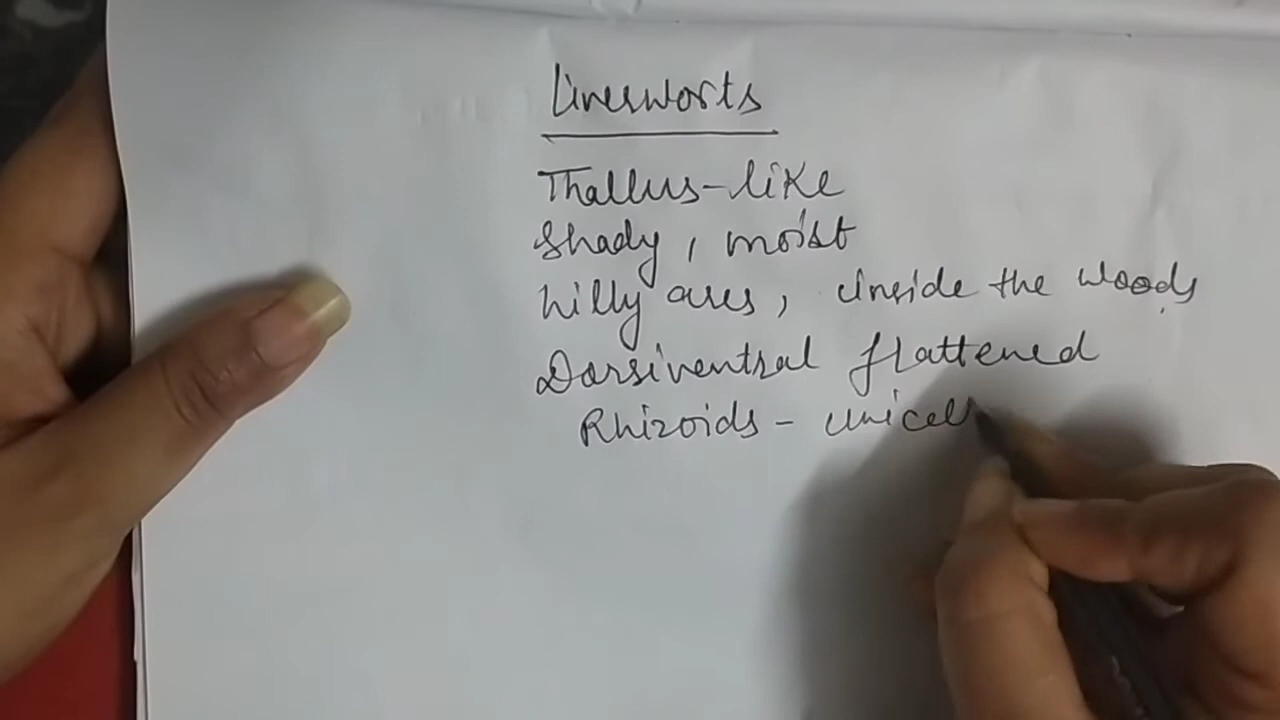 Liverworts
Thallus-like
Shady, moist
hilly ares, inside the woods
Dorsiventral flattened
Rhizoids - unicell